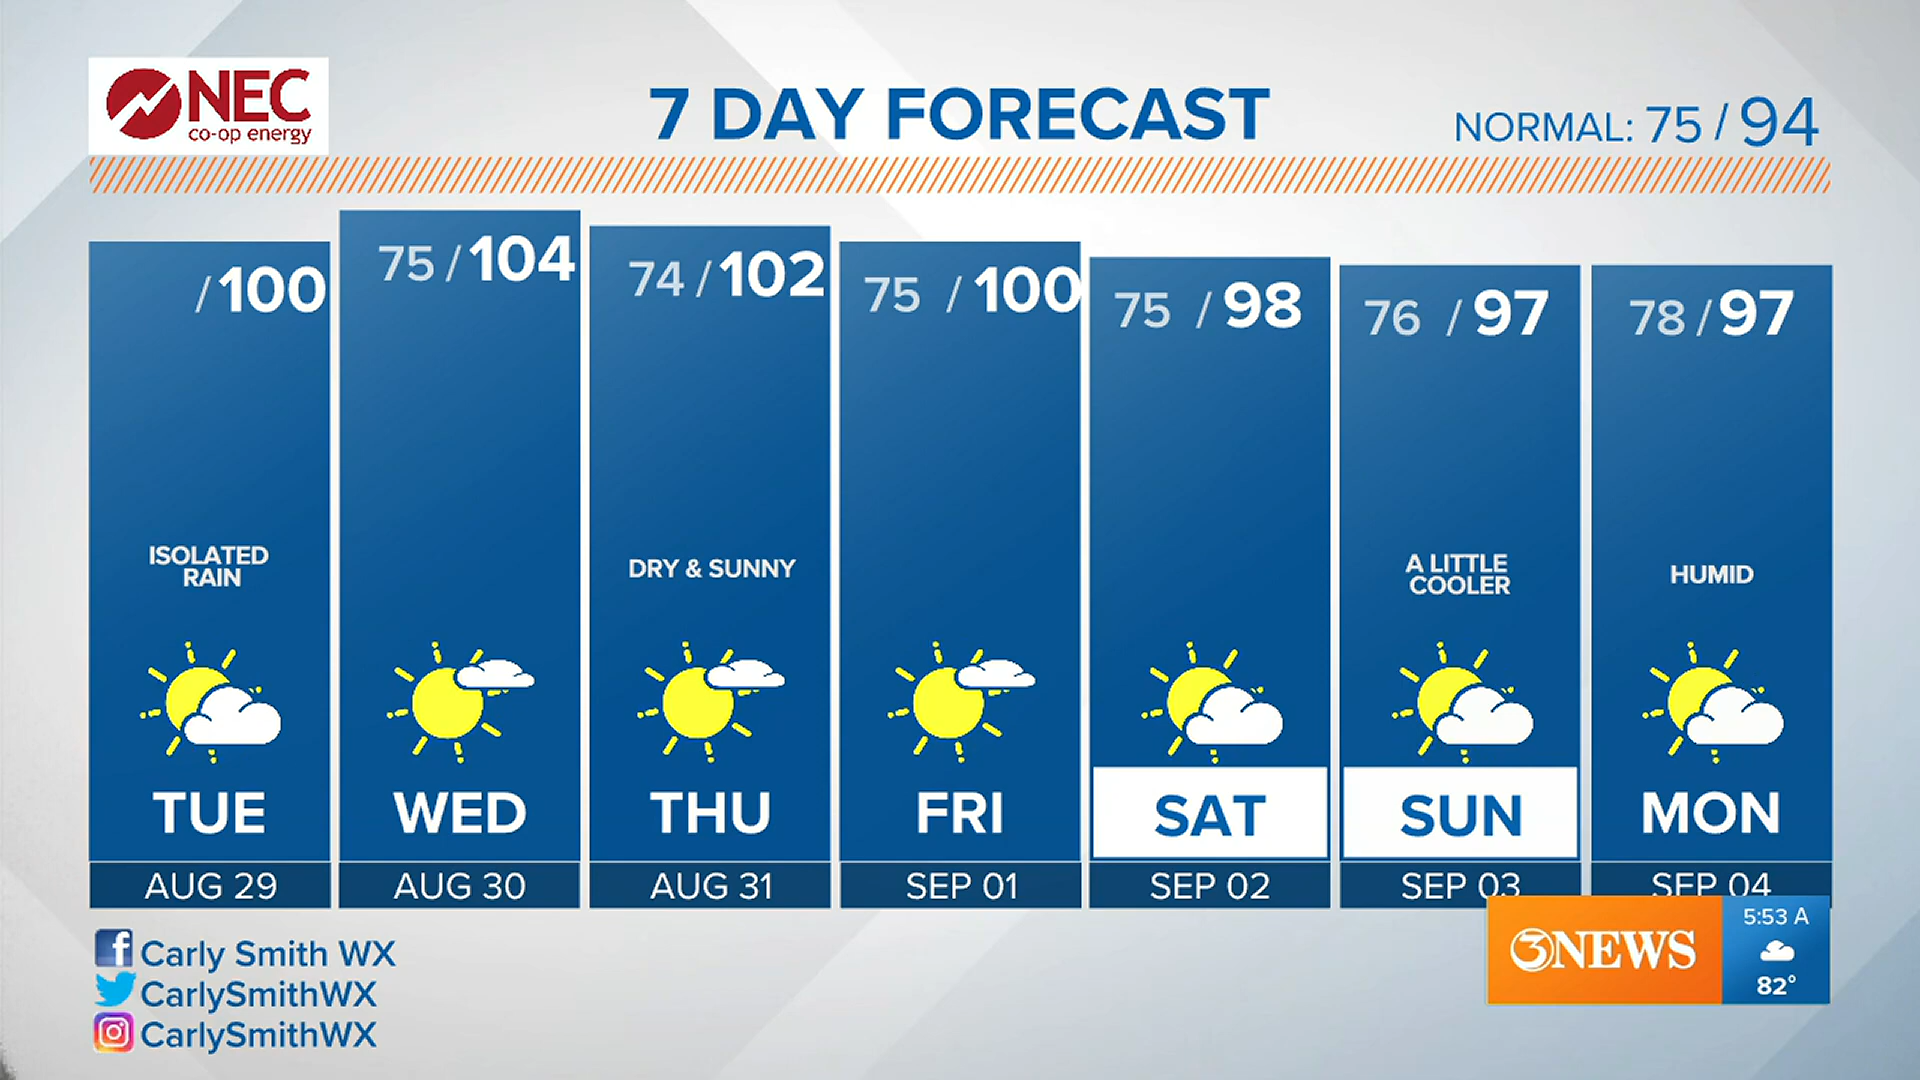 NEC
co-op energy
7 DAY FORECAST
NORMAL: 75 / 94
/ 100
75 / 104
74 / 102
75 / 100
75 / 98
76 / 97
78 / 97
ISOLATED
RAIN
DRY & SUNNY
A LITTLE
COOLER
HUMID
TUE
WED
THU
FRI
SAT
SUN
MON
AUG 29
AUG 30
AUG 31
SEP 01
SEP 02
SEP 03
SEP 04
f Carly Smith WX
CarlySmithWX
CarlySmithWX
3NEWS
5:53 A
82°